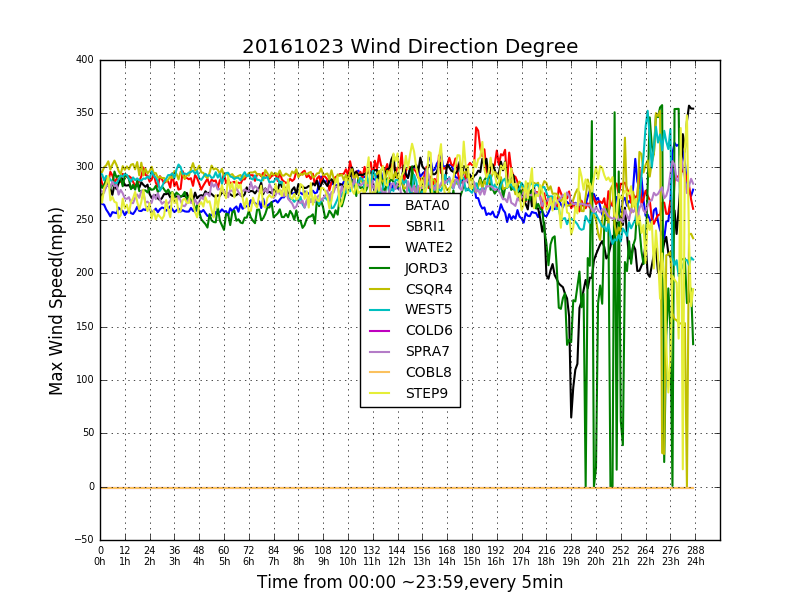 20161023 Wind Direction Degree
Max Wind Speed(mph)
400
350
300
250
200
150
100
50
0
−50
BATA0
SBRI1
WATE2
JORD3
CSQR4
WEST5
COLD6
SPRA7
COBL8
STEP9
0 12 24 36 48 60 72 84 96 108 120 132 144 156 168 180 192 204 216 228 240 252 264 276 288
0h 1h 2h 3h 4h 5h 6h 7h 8h 9h 10h 11h 12h 13h 14h 15h 16h 17h 18h 19h 20h 21h 22h 23h 24h
Time from 00:00 ~23:59,every 5min